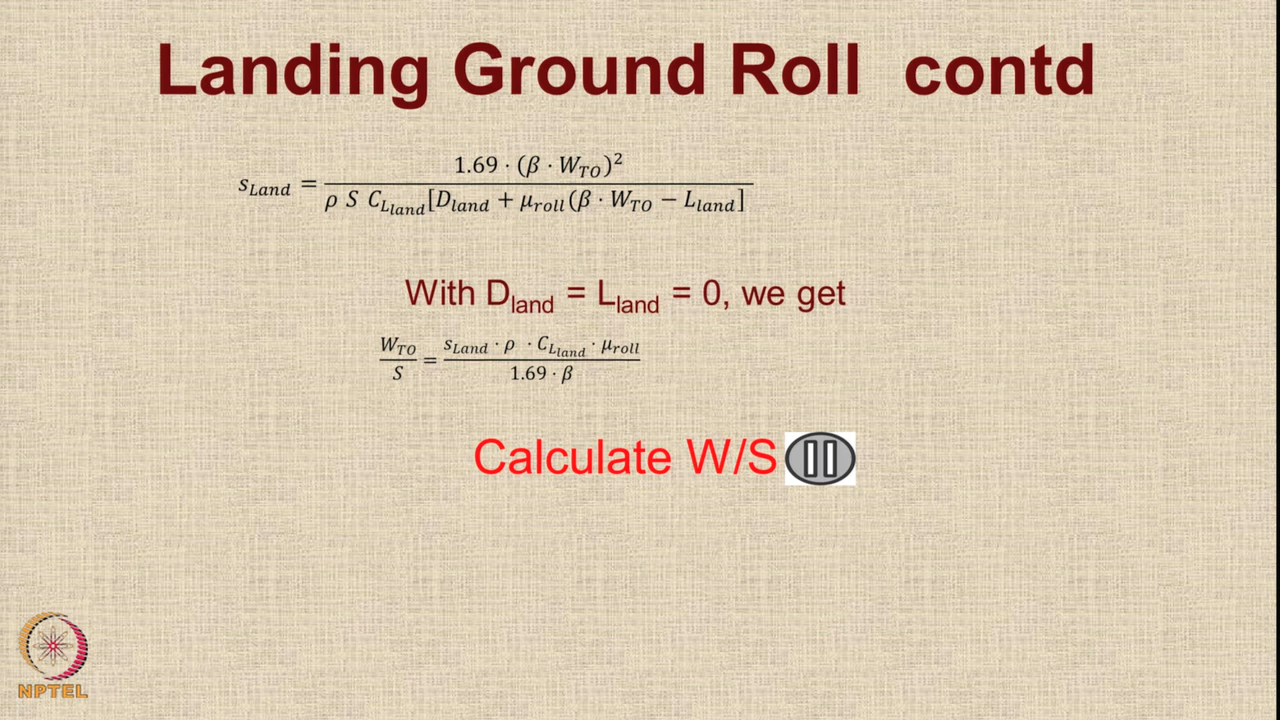 Landing Ground Roll contd
s_Land = 1.69 · (β · W_TO)² / ρ S C_L_land [D_land + μ_roll (β · W_TO − L_land]
With D_land = L_land = 0, we get
W_TO / S = s_Land · ρ · C_L_land · μ_roll / 1.69 · β
Calculate W/S
NPTEL